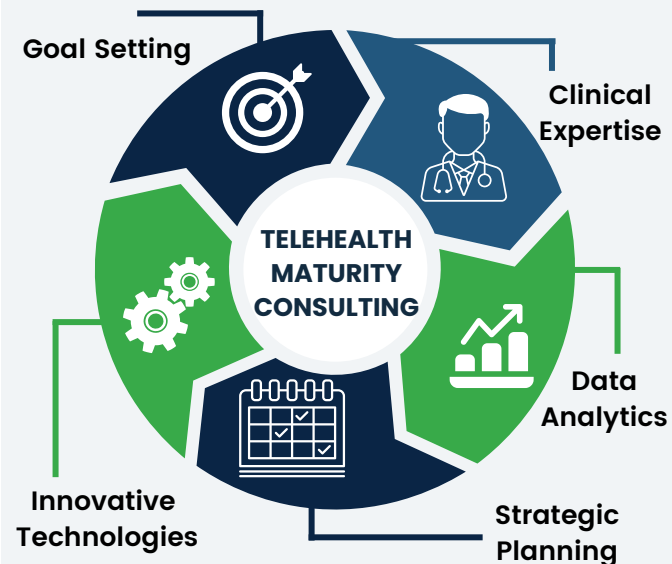 Goal Setting
Clinical
Expertise
TELEHEALTH
MATURITY
CONSULTING
Data
Analytics
Innovative
Technologies
Strategic
Planning